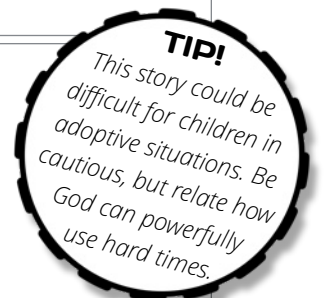 TIP!
This story could be
difficult for children in
adoptive situations. Be
cautious, but relate how
God can powerfully
use hard times.